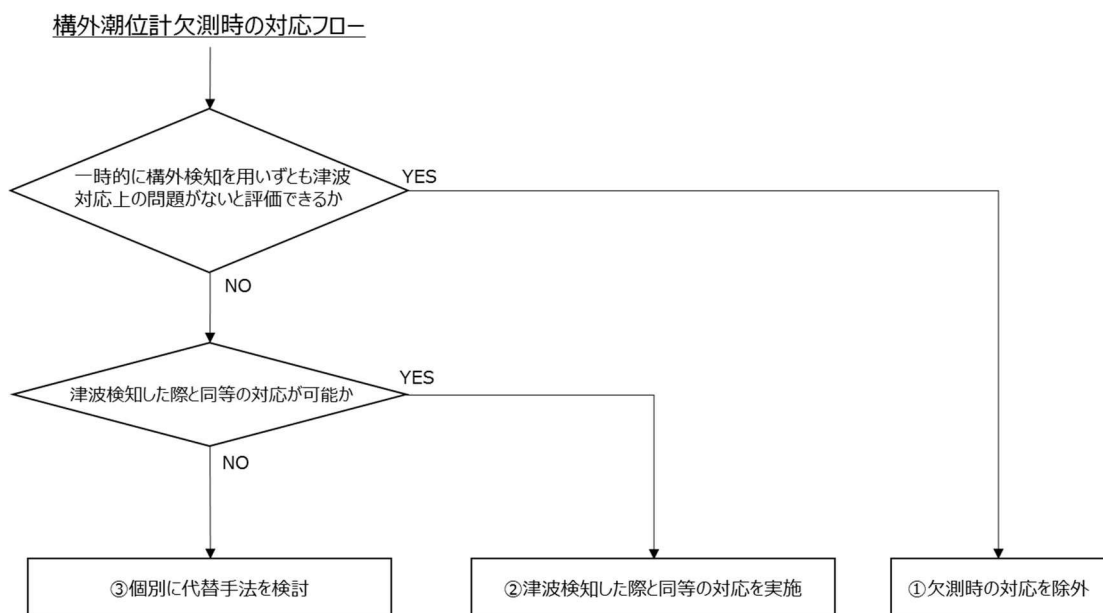 構外潮位計欠測時の対応フロー
一時的に構外検知を用いずとも津波
対応上の問題がないと評価できるか
YES
NO
津波検知した際と同等の対応が可能か
YES
NO
③個別に代替手法を検討
②津波検知した際と同等の対応を実施
①欠測時の対応を除外